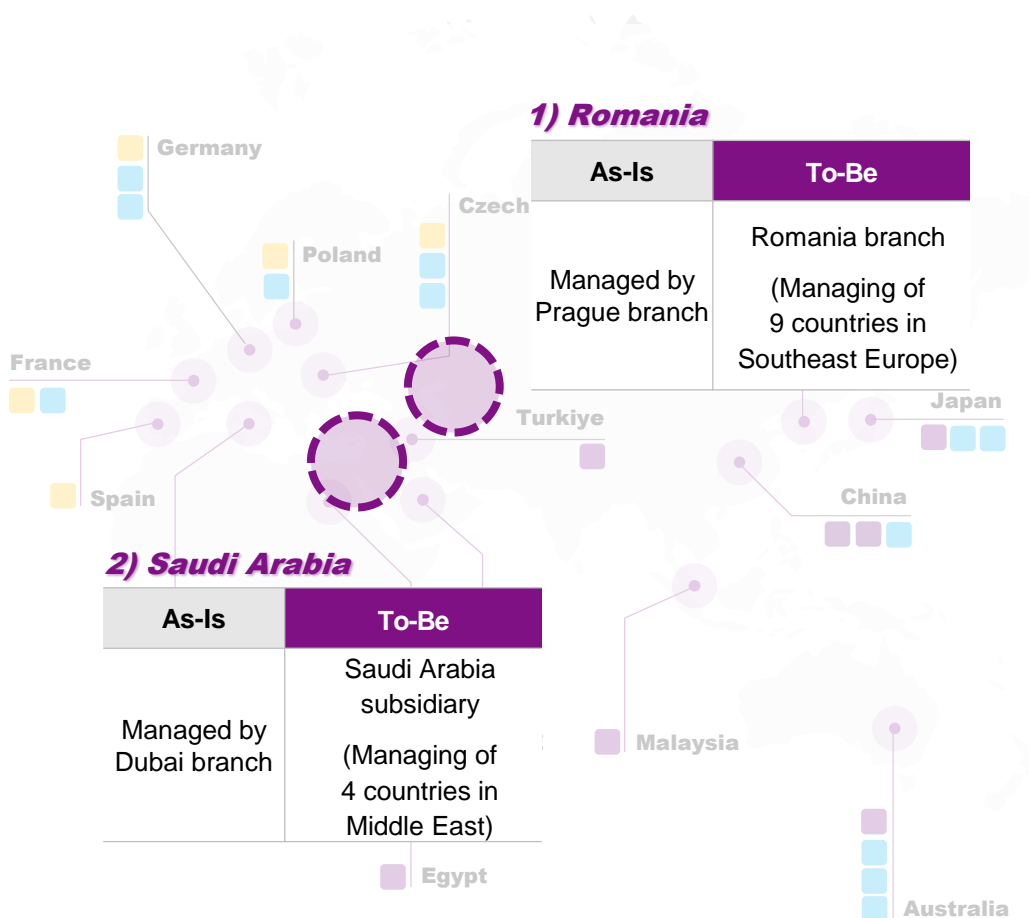 1) Romania
As-Is
To-Be
Managed by
Prague branch
Romania branch
(Managing of
9 countries in
Southeast Europe)
Germany
Czech
Poland
France
Turkiye
Japan
Spain
China
2) Saudi Arabia
As-Is
To-Be
Managed by
Dubai branch
Saudi Arabia
subsidiary
(Managing of
4 countries in
Middle East)
Malaysia
Egypt
Australia